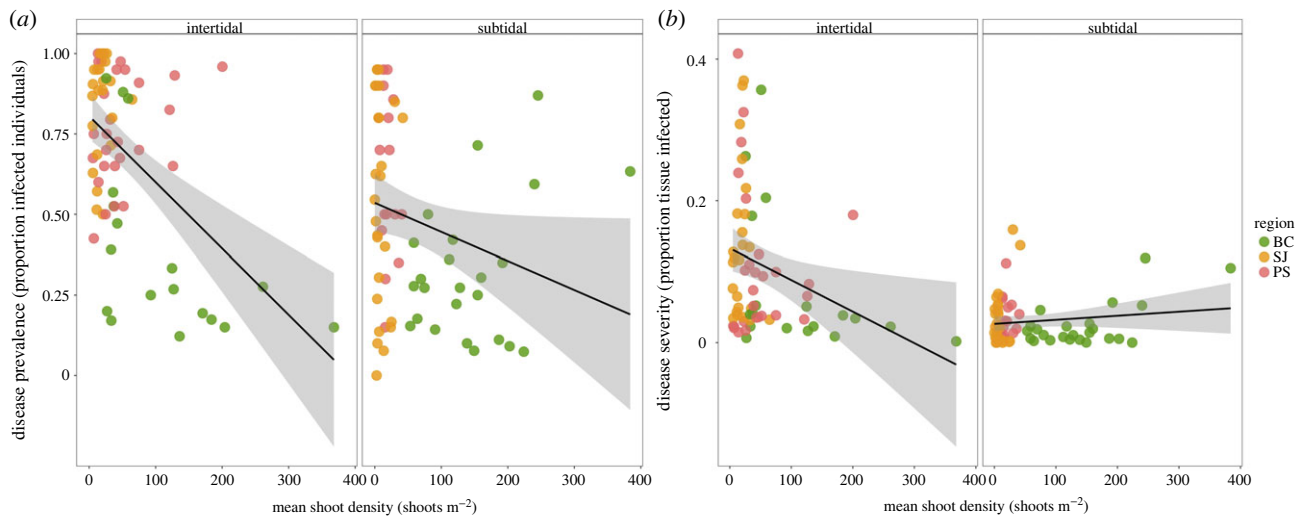 (a)
intertidal
subtidal
disease prevalence (proportion infected individuals)
1.00
0.75
0.50
0.25
0
0 100 200 300 400 0 100 200 300 400
mean shoot density (shoots m⁻²)
(b)
intertidal
subtidal
disease severity (proportion tissue infected)
0.4
0.2
0
0 100 200 300 400 0 100 200 300 400
mean shoot density (shoots m⁻²)
region
BC
SJ
PS